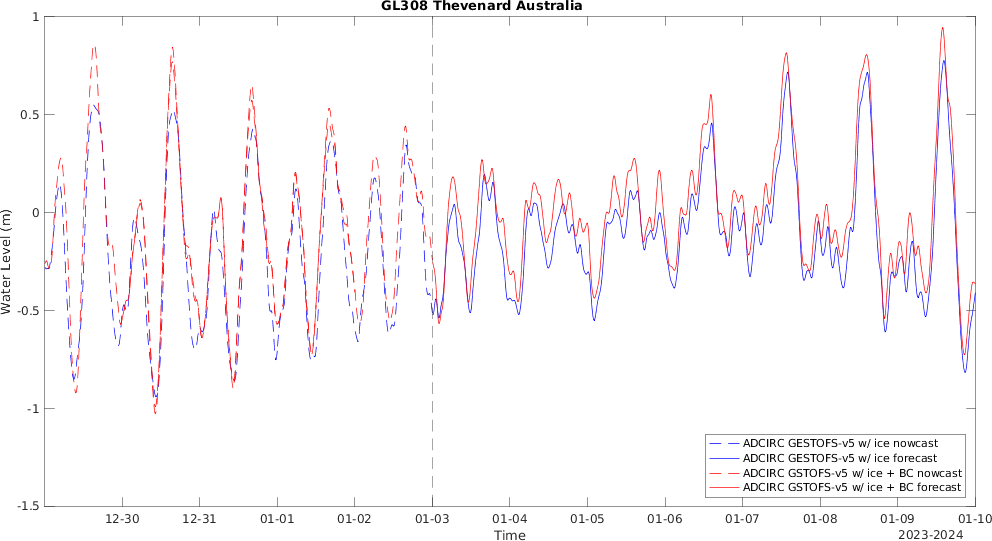 GL308 Thevenard Australia
1
0.5
0
-0.5
-1
-1.5
Water Level (m)
12-30
12-31
01-01
01-02
01-03
01-04
01-05
01-06
01-07
01-08
01-09
01-10
Time
2023-2024
ADCIRC GESTOFS-v5 w/ ice nowcast
ADCIRC GESTOFS-v5 w/ ice forecast
ADCIRC GSTOFS-v5 w/ ice + BC nowcast
ADCIRC GSTOFS-v5 w/ ice + BC forecast